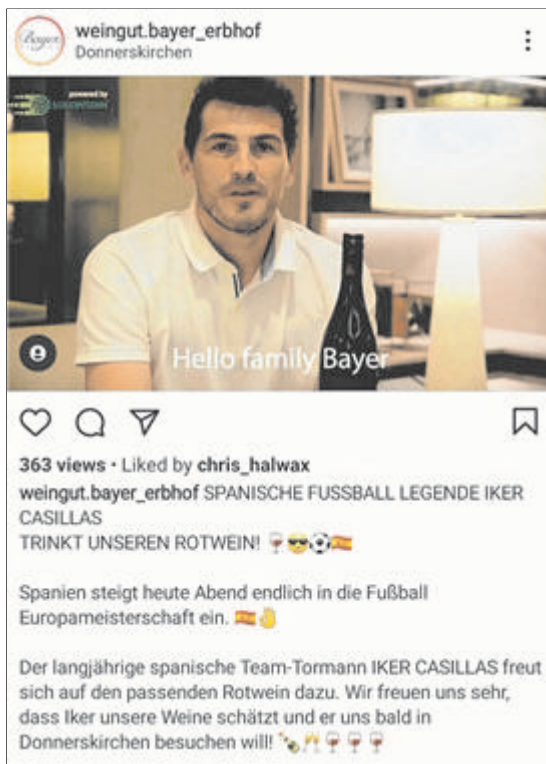 Bayer
weingut.bayer_erbhof
Donnerskirchen
powered by
Hello family Bayer
363 views • Liked by chris_halwax
weingut.bayer_erbhof SPANISCHE FUSSBALL LEGENDE IKER
CASILLAS
TRINKT UNSEREN ROTWEIN! 🍷😎⚽🇪🇸
Spanien steigt heute Abend endlich in die Fußball
Europameisterschaft ein. 🇪🇸🤚
Der langjährige spanische Team-Tormann IKER CASILLAS freut
sich auf den passenden Rotwein dazu. Wir freuen uns sehr,
dass Iker unsere Weine schätzt und er uns bald in
Donnerskirchen besuchen will! 🍾🥂🍷🍷🍷